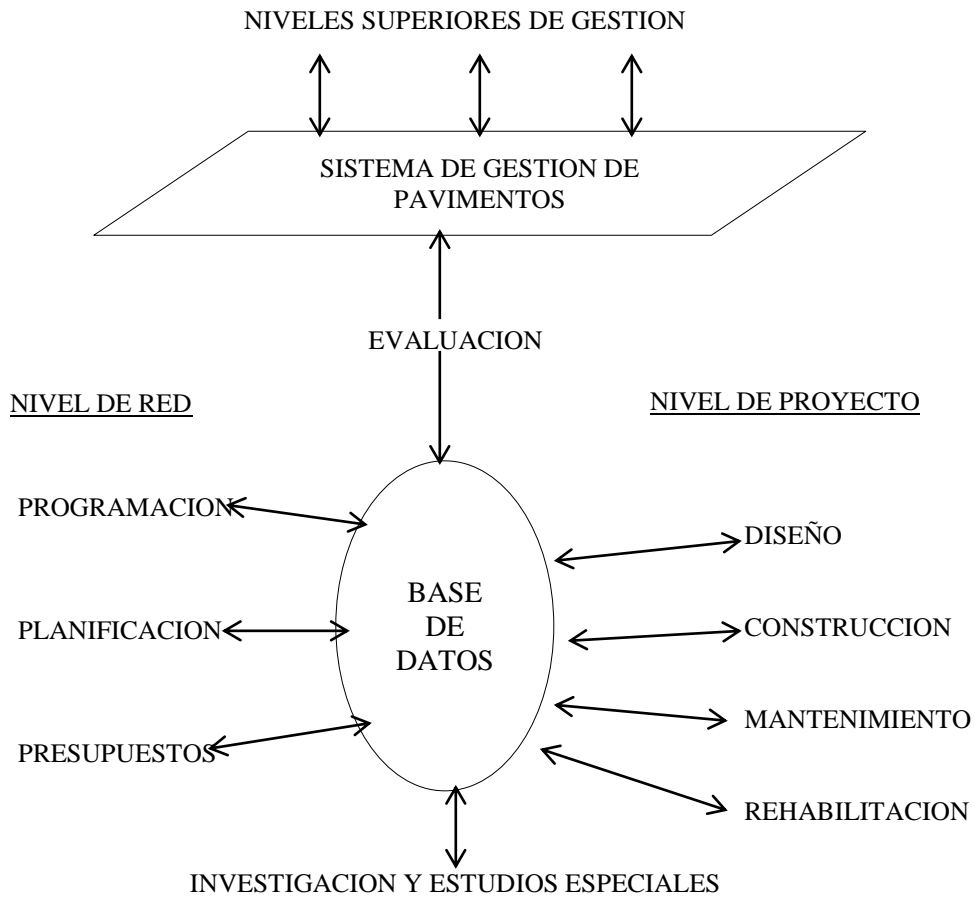 NIVELES SUPERIORES DE GESTION
SISTEMA DE GESTION DE
PAVIMENTOS
EVALUACION
NIVEL DE RED
NIVEL DE PROYECTO
PROGRAMACION
PLANIFICACION
PRESUPUESTOS
BASE
DE
DATOS
DISEÑO
CONSTRUCCION
MANTENIMIENTO
REHABILITACION
INVESTIGACION Y ESTUDIOS ESPECIALES